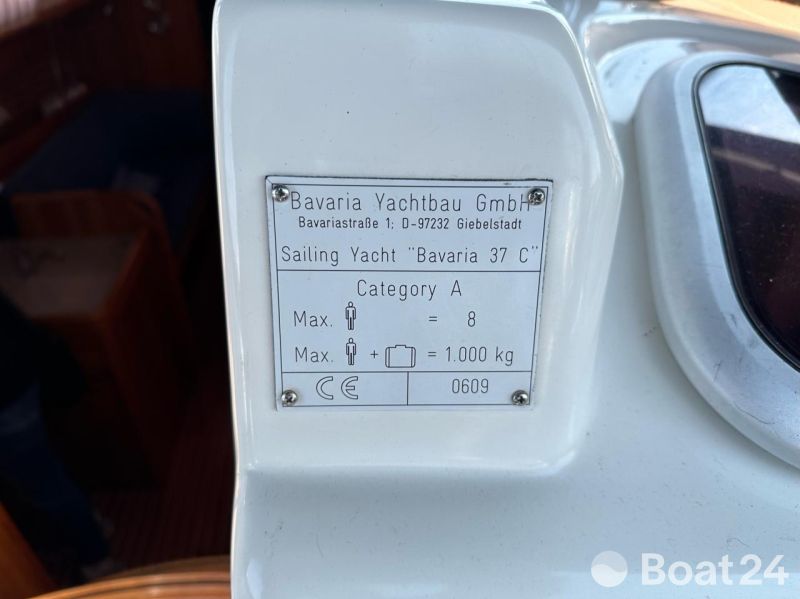 Bavaria Yachtbau GmbH
Bavariastraße 1; D-97232 Giebelstadt
Sailing Yacht "Bavaria 37 C"
Category A
Max. = 8
Max. + = 1.000 kg
CE 0609
Boat24